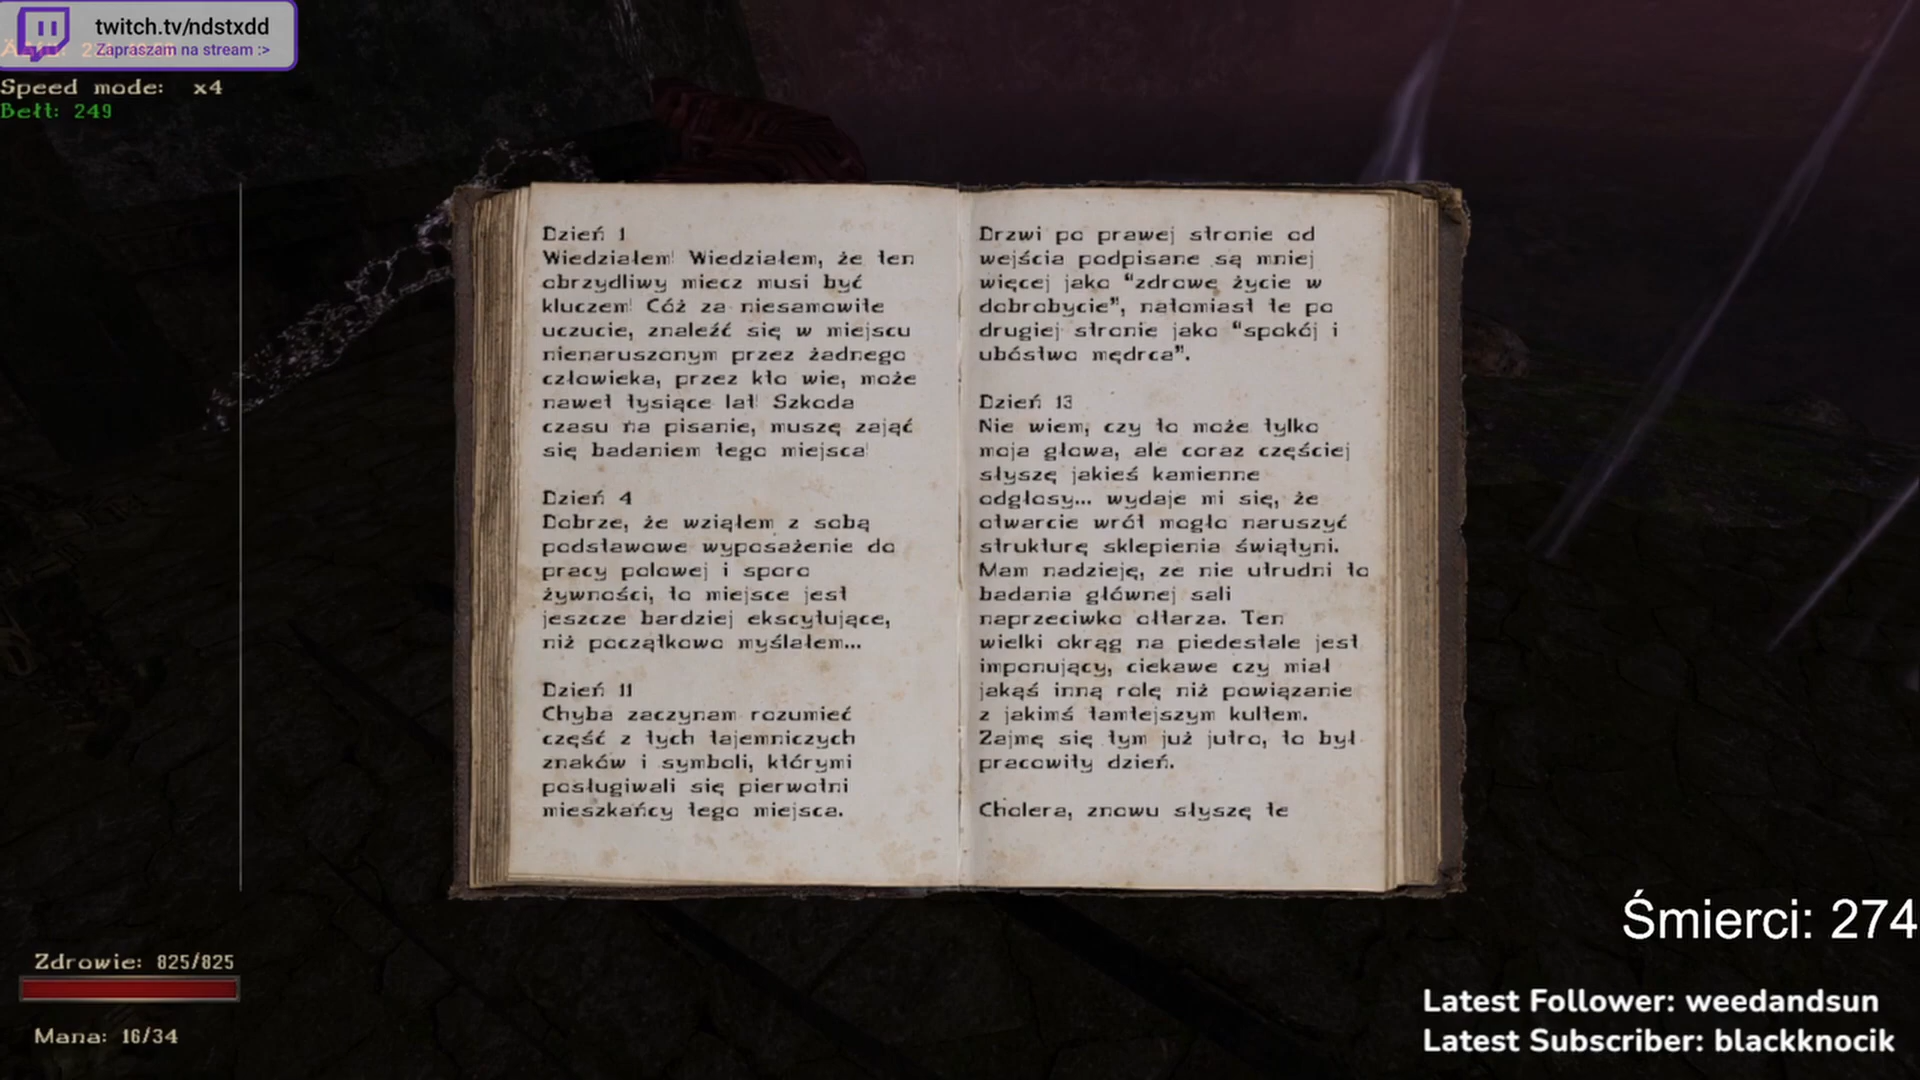 twitch.tv/ndstxdd
Zapraszam na stream :>
Speed mode: x4
Bełt: 249
Dzień 1
Wiedziałem! Wiedziałem, że ten
obrzydliwy miecz musi być
kluczem! Cóż za niesamowite
uczucie, znaleźć się w miejscu
nienaruszonym przez żadnego
człowieka, przez kto wie, może
nawet tysiące lat! Szkoda
czasu na pisanie, muszę zająć
się badaniem tego miejsca!
Dzień 4
Dobrze, że wziąłem z sobą
podstawowe wyposażenie do
pracy polowej i sporo
żywności, to miejsce jest
jeszcze bardziej ekscytujące,
niż początkowo myślałem...
Dzień 11
Chyba zaczynam rozumieć
część z tych tajemniczych
znaków i symboli, którymi
posługiwali się pierwotni
mieszkańcy tego miejsca.
Drzwi po prawej stronie od
wejścia podpisane są mniej
więcej jako "zdrowe życie w
dobrobycie", natomiast te po
drugiej stronie jako "spokój i
ubóstwo mędrca".
Dzień 13
Nie wiem, czy to może tylko
moja głowa, ale coraz częściej
słyszę jakieś kamienne
odgłosy... wydaje mi się, że
otwarcie wrót mogło naruszyć
strukturę sklepienia świątyni.
Mam nadzieję, ze nie utrudni to
badania głównej sali
naprzeciwko ołtarza. Ten
wielki okrąg na piedestale jest
imponujący, ciekawe czy miał
jakąś inną rolę niż powiązanie
z jakimś tamtejszym kultem.
Zajmę się tym już jutro, to był
pracowity dzień.
Cholera, znowu słyszę te
Śmierci: 274
Zdrowie: 825/825
Mana: 16/34
Latest Follower: weedandsun
Latest Subscriber: blackknocik